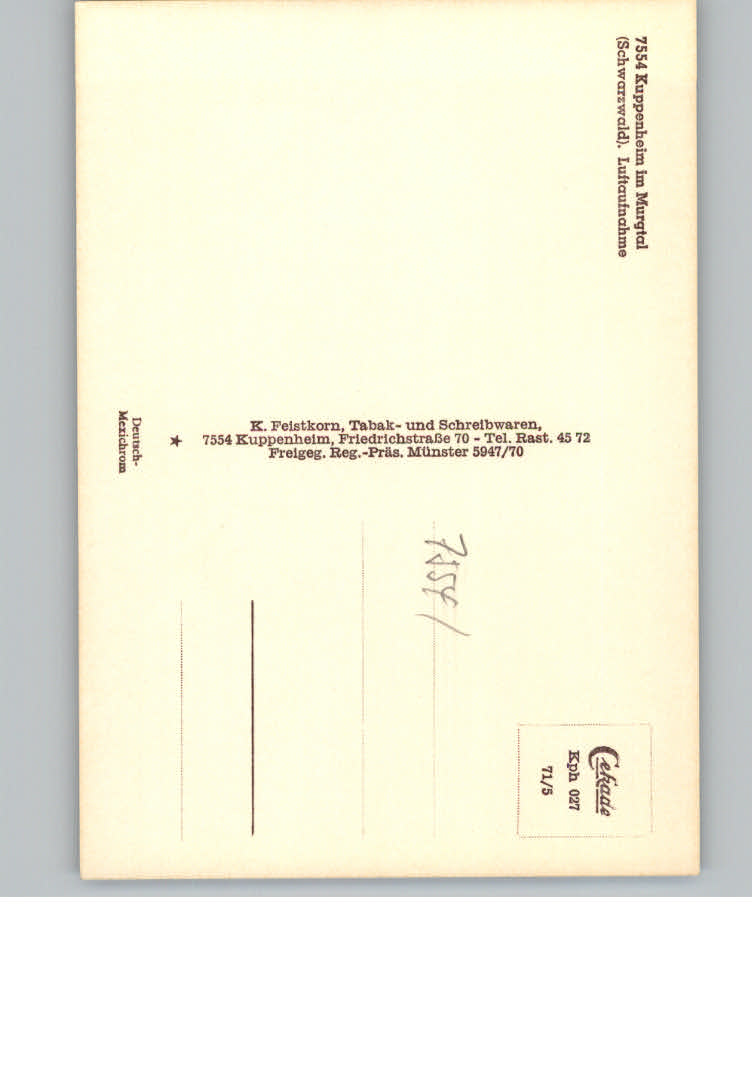 7554 Kuppenheim im Murgtal
(Schwarzwald). Luftaufnahme
K. Feistkorn, Tabak- und Schreibwaren,
7554 Kuppenheim, Friedrichstraße 70 - Tel. Rast. 45 72
Freigeg. Reg.-Präs. Münster 5947/70
★
Deutsch-
Mexichrom
7554/
Cekade
Kph 027
71/5